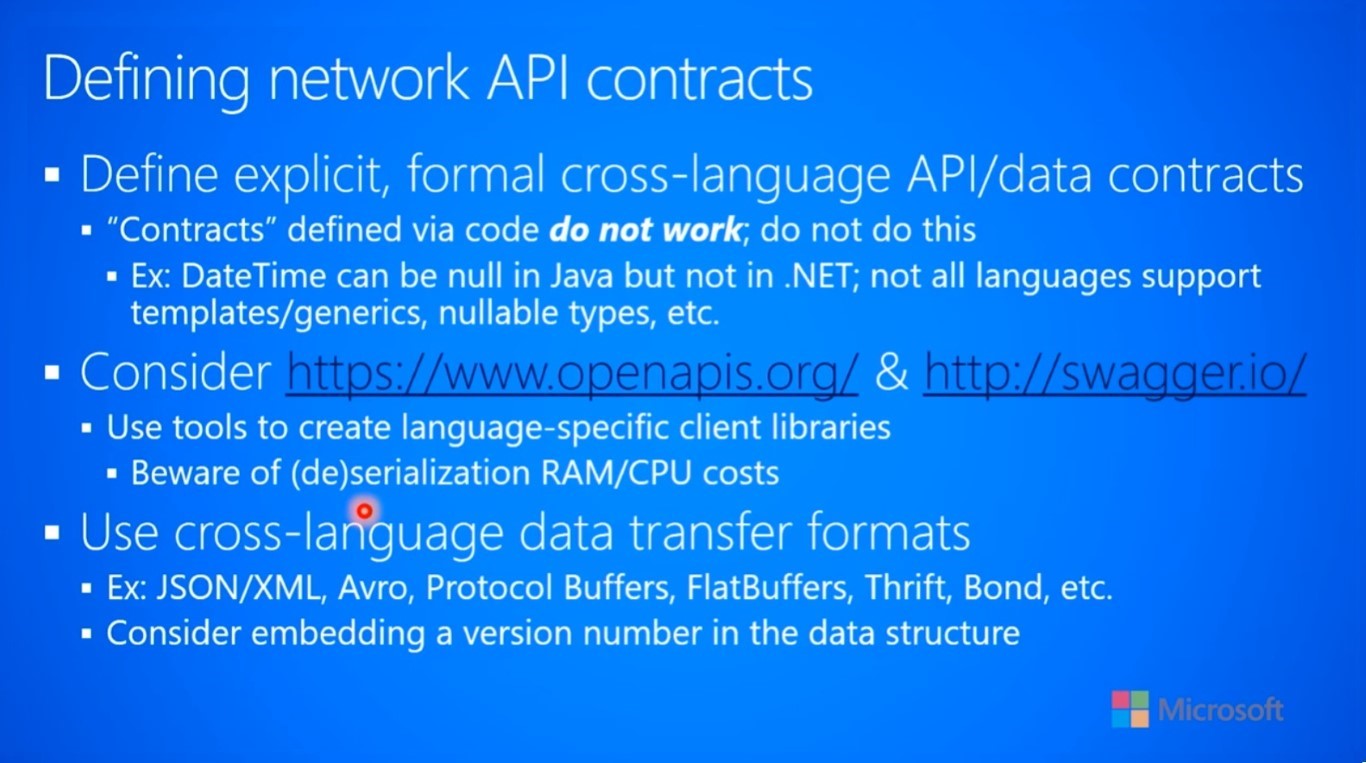 Defining network API contracts
▪ Define explicit, formal cross-language API/data contracts
▪ “Contracts” defined via code do not work; do not do this
▪ Ex: DateTime can be null in Java but not in .NET; not all languages support
templates/generics, nullable types, etc.
▪ Consider https://www.openapis.org/ & http://swagger.io/
▪ Use tools to create language-specific client libraries
▪ Beware of (de)serialization RAM/CPU costs
▪ Use cross-language data transfer formats
▪ Ex: JSON/XML, Avro, Protocol Buffers, FlatBuffers, Thrift, Bond, etc.
▪ Consider embedding a version number in the data structure
Microsoft